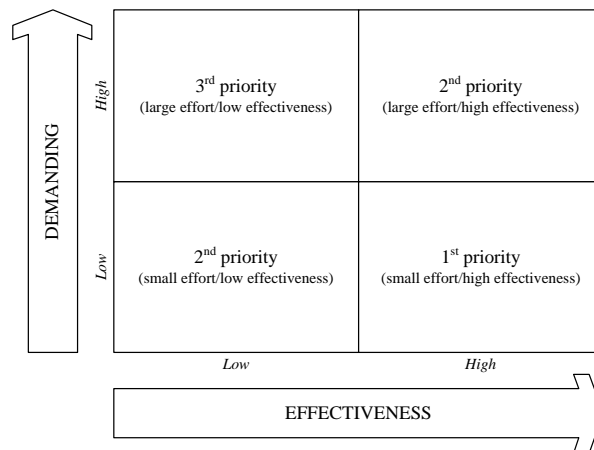 DEMANDING
High
3rd priority
(large effort/low effectiveness)
2nd priority
(large effort/high effectiveness)
Low
2nd priority
(small effort/low effectiveness)
1st priority
(small effort/high effectiveness)
Low
High
EFFECTIVENESS